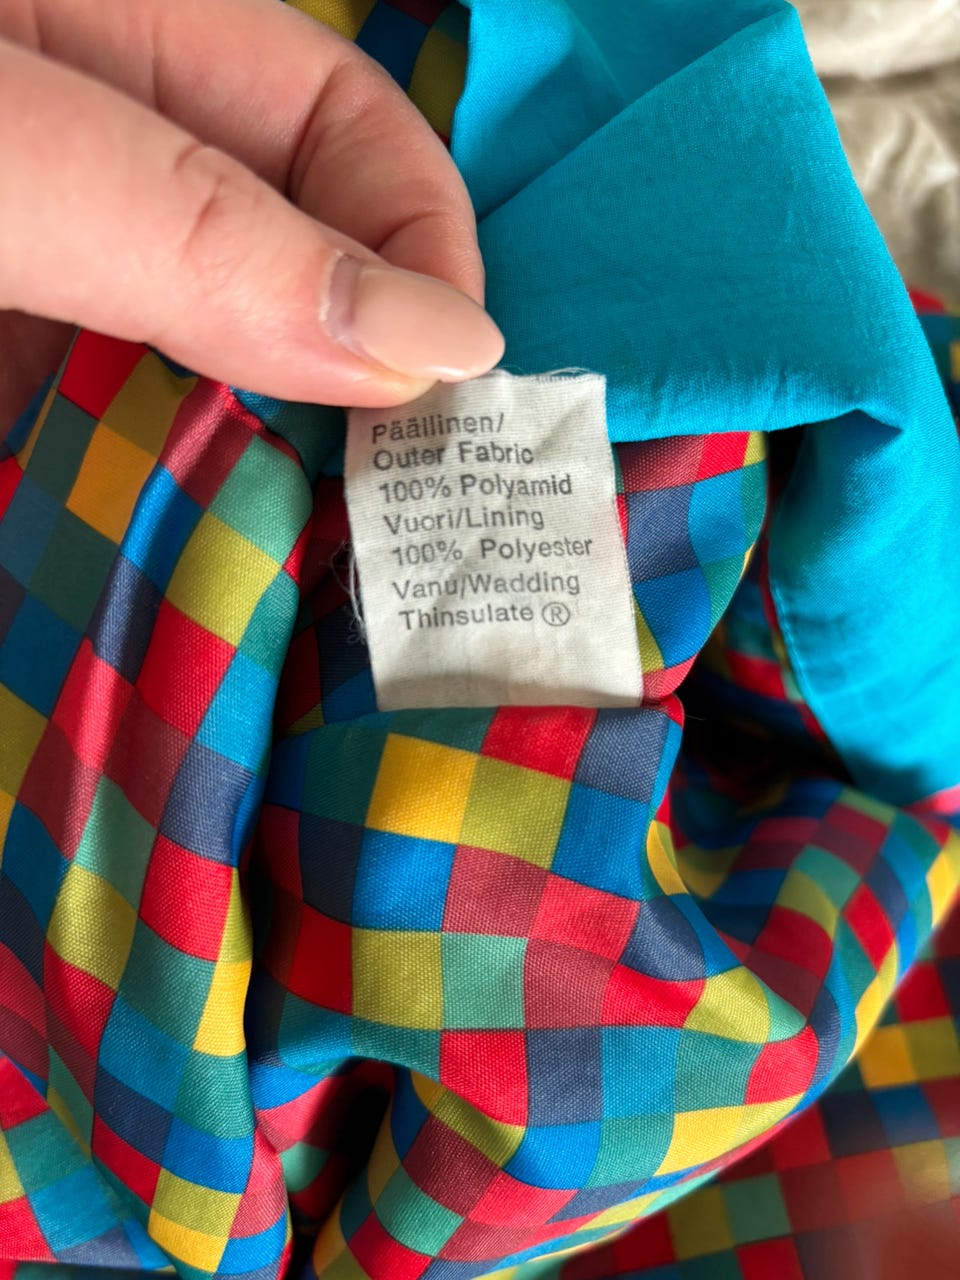 Päällinen/
Outer Fabric
100% Polyamid
Vuori/Lining
100% Polyester
Vanu/Wadding
Thinsulate ®